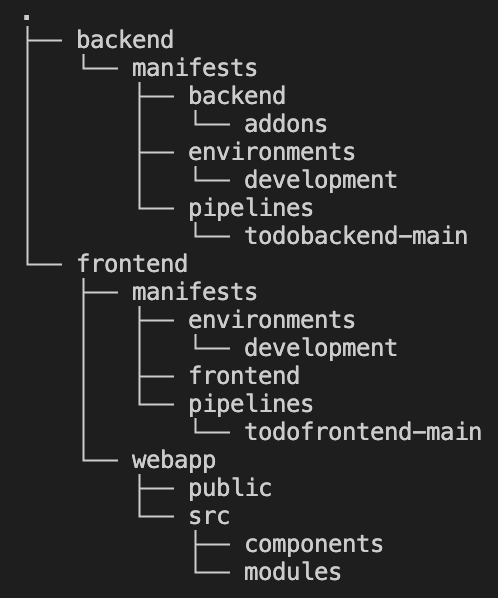 .
├── backend
│   └── manifests
│       ├── backend
│       │   └── addons
│       ├── environments
│       │   └── development
│       └── pipelines
│           └── todobackend-main
└── frontend
    ├── manifests
    │   ├── environments
    │   │   └── development
    │   ├── frontend
    │   └── pipelines
    │       └── todofrontend-main
    └── webapp
        ├── public
        └── src
            ├── components
            └── modules